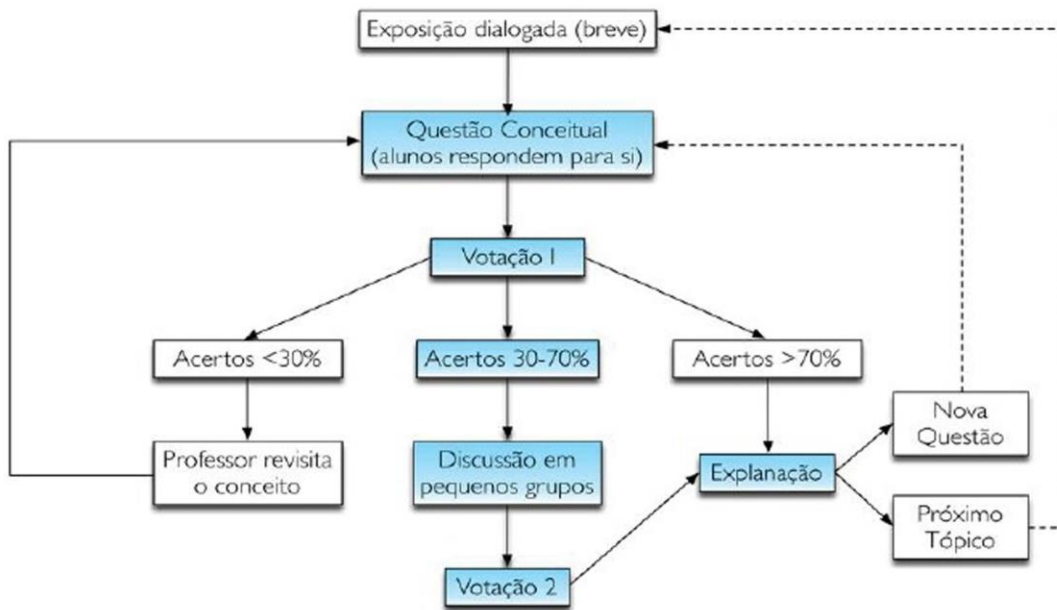 Exposição dialogada (breve)
Questão Conceitual
(alunos respondem para si)
Votação 1
Acertos <30%
Acertos 30-70%
Acertos >70%
Professor revisita
o conceito
Discussão em
pequenos grupos
Explanação
Nova
Questão
Próximo
Tópico
Votação 2